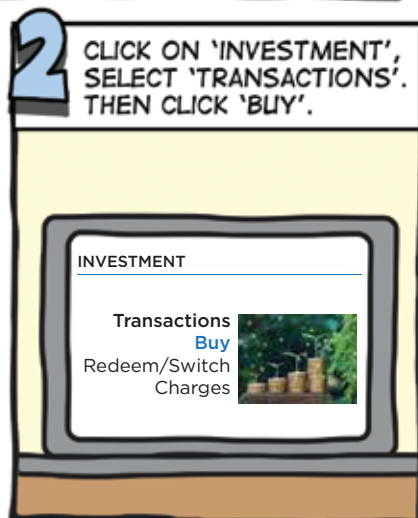 2
CLICK ON ‘INVESTMENT’,
SELECT ‘TRANSACTIONS’.
THEN CLICK ‘BUY’.
INVESTMENT
Transactions
Buy
Redeem/Switch
Charges